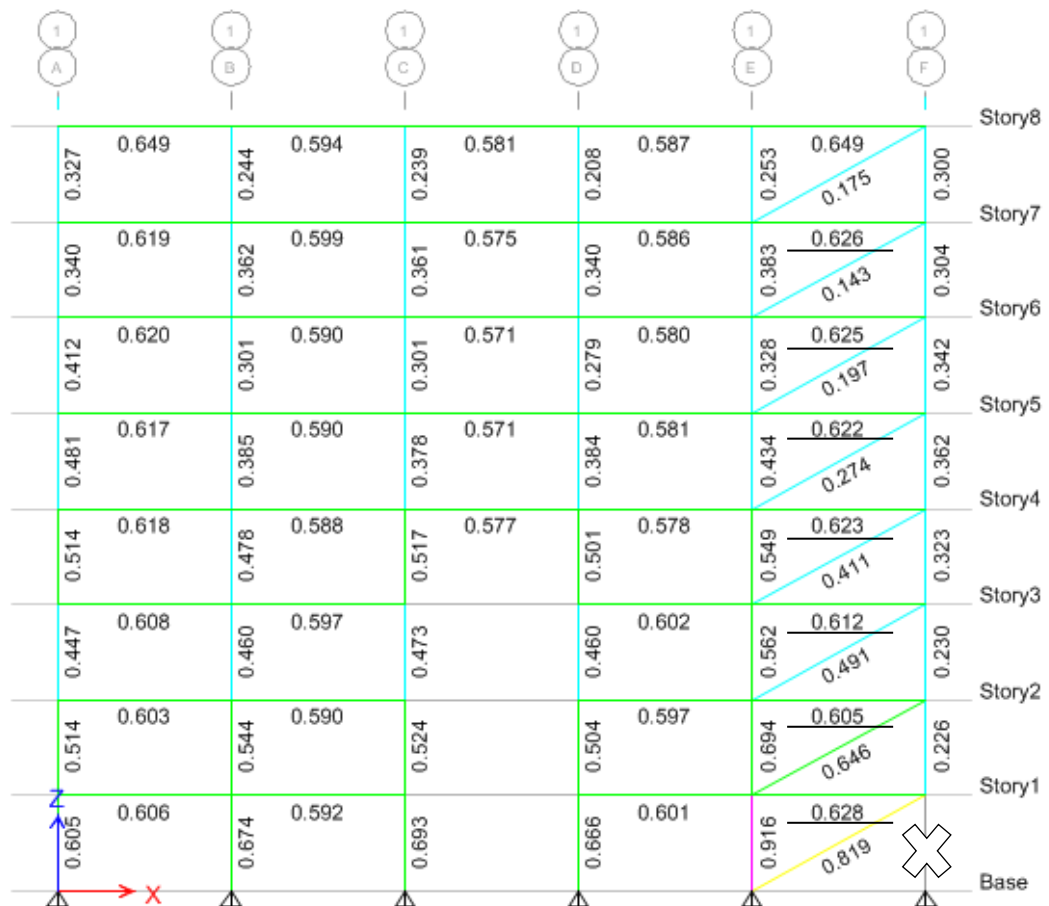 1 1 1 1 1 1
A B C D E F
Story8
0.649 0.594 0.581 0.587 0.649
0.327 0.244 0.239 0.208 0.253 0.175 0.300
Story7
0.619 0.599 0.575 0.586 0.626
0.340 0.362 0.361 0.340 0.383 0.143 0.304
Story6
0.620 0.590 0.571 0.580 0.625
0.412 0.301 0.301 0.279 0.328 0.197 0.342
Story5
0.617 0.590 0.571 0.581 0.622
0.481 0.385 0.378 0.384 0.434 0.274 0.362
Story4
0.618 0.588 0.577 0.578 0.623
0.514 0.478 0.517 0.501 0.549 0.411 0.323
Story3
0.608 0.597 0.602 0.612
0.447 0.460 0.473 0.460 0.562 0.491 0.230
Story2
0.603 0.590 0.597 0.605
0.514 0.544 0.524 0.504 0.694 0.646 0.226
Story1
Z
0.606 0.592 0.601 0.628
0.605 0.674 0.693 0.666 0.916 0.819
Base
X